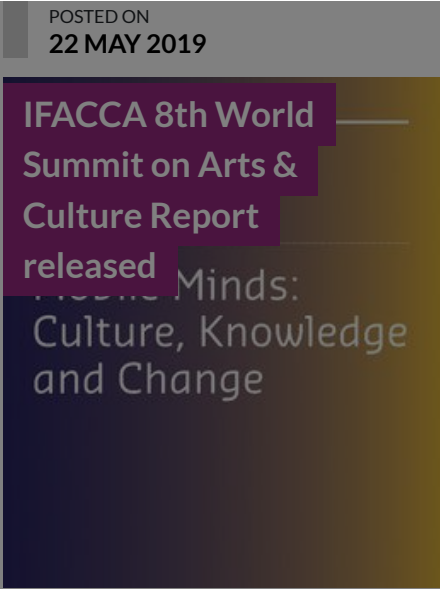 POSTED ON
22 MAY 2019
IFACCA 8th World
Summit on Arts &
Culture Report
released
Minds:
Culture, Knowledge
and Change